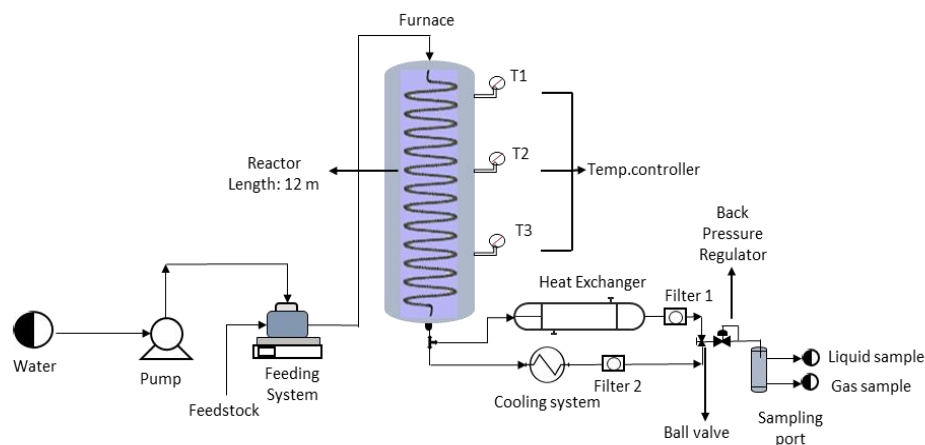 Furnace
T1
T2
T3
Reactor
Length: 12 m
Temp.controller
Back
Pressure
Regulator
Heat Exchanger
Filter 1
Water
Pump
Feeding
System
Feedstock
Cooling system
Filter 2
Ball valve
Liquid sample
Gas sample
Sampling
port